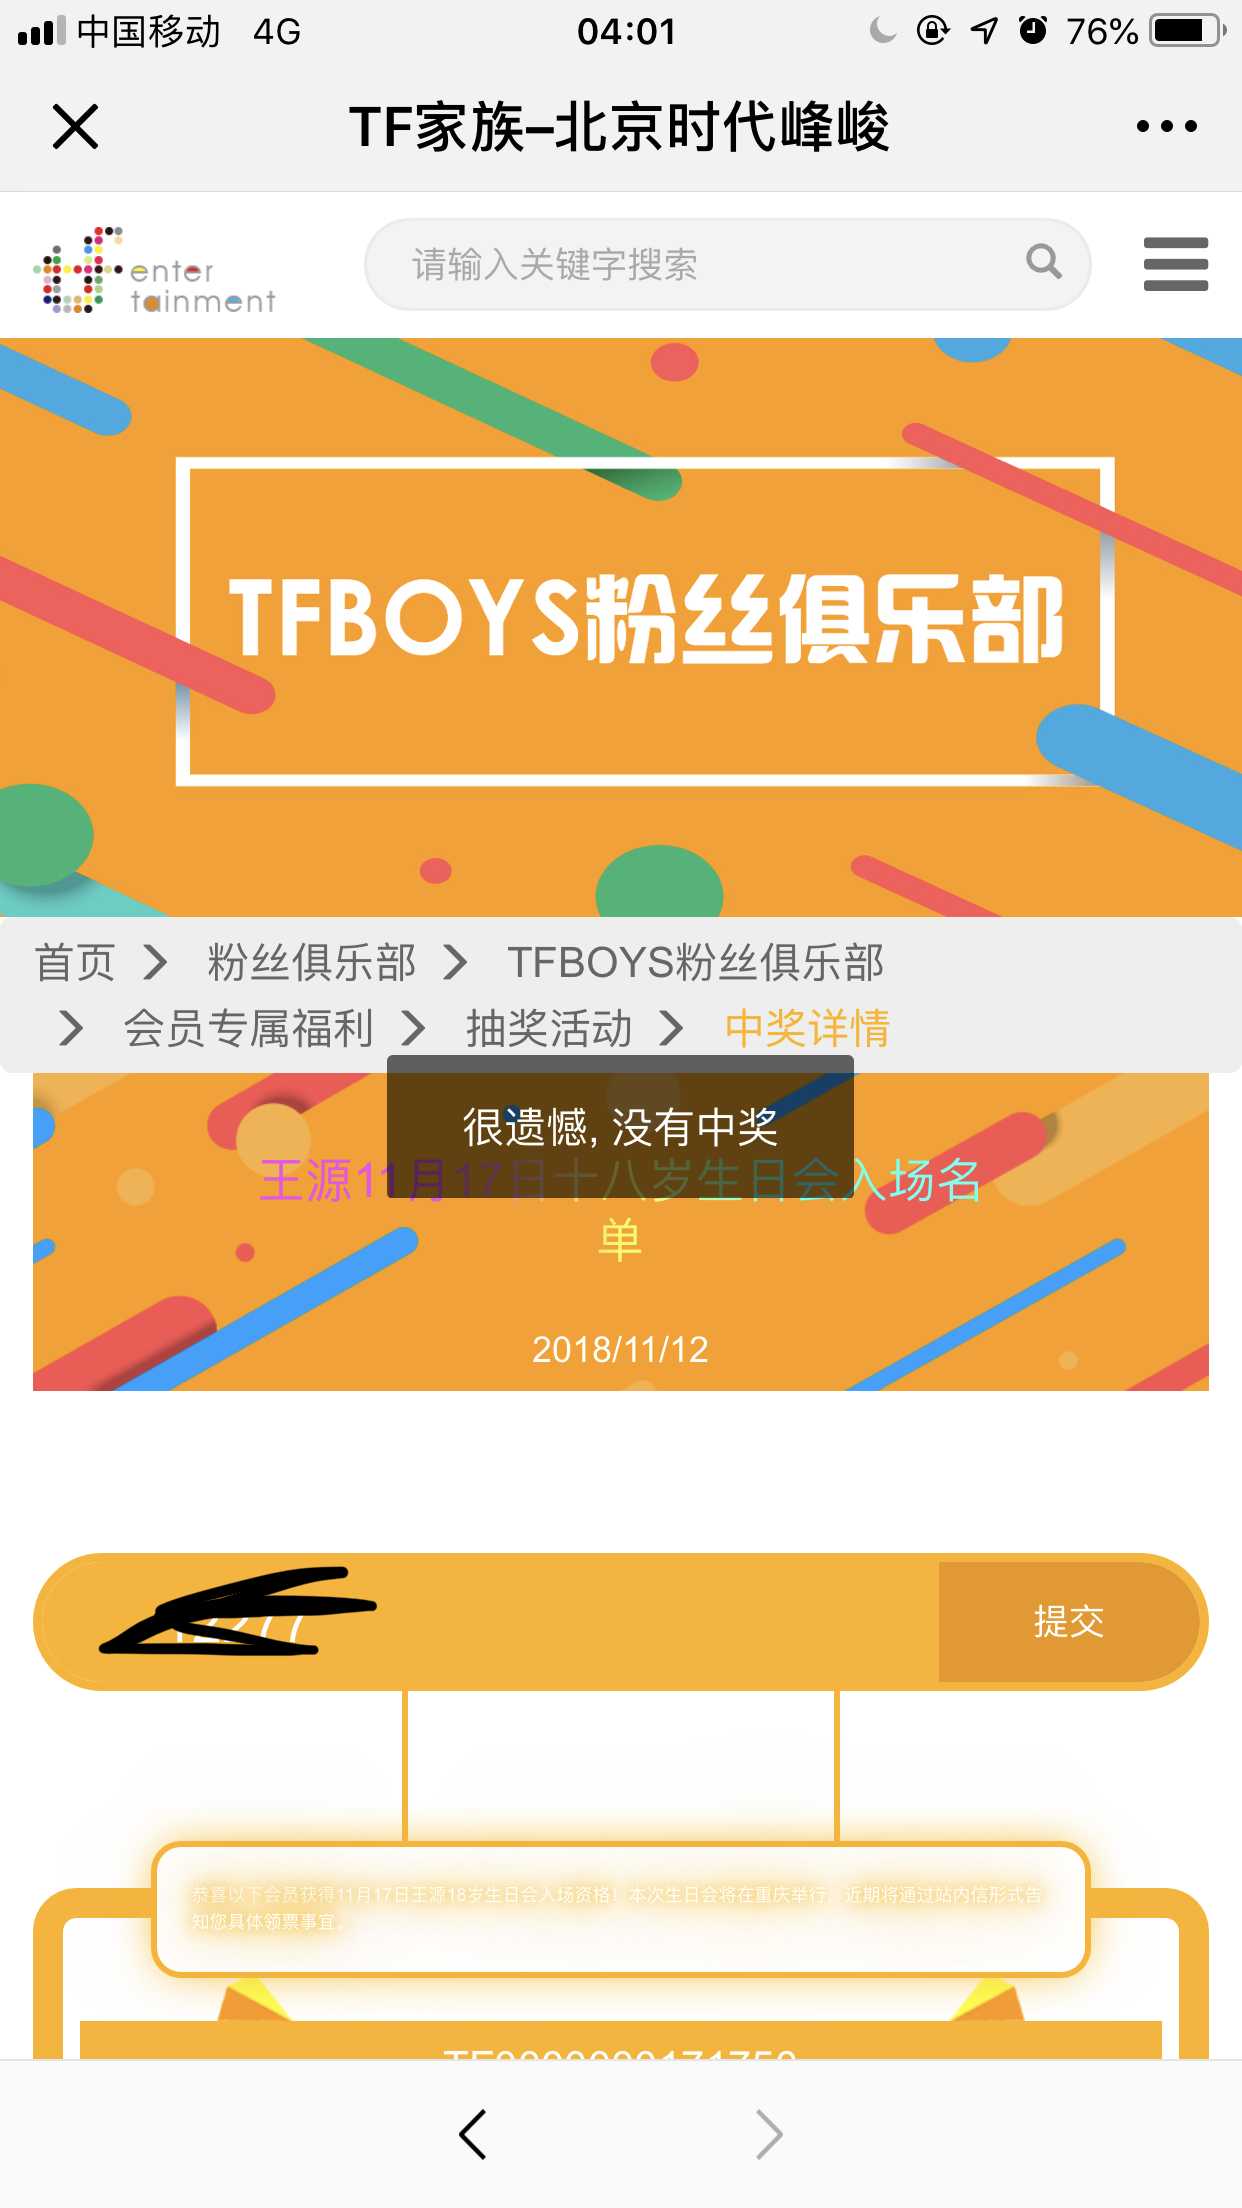 中国移动 4G 04:01 76%
TF家族–北京时代峰峻
enter
tainment
请输入关键字搜索
TFBOYS粉丝俱乐部
首页 粉丝俱乐部 TFBOYS粉丝俱乐部
会员专属福利 抽奖活动 中奖详情
很遗憾, 没有中奖
王源11月17日十八岁生日会入场名
单
2018/11/12
提交
恭喜以下会员获得11月17日王源18岁生日会入场资格！本次生日会将在重庆举行，近期将通过站内信形式告
知您具体领票事宜。